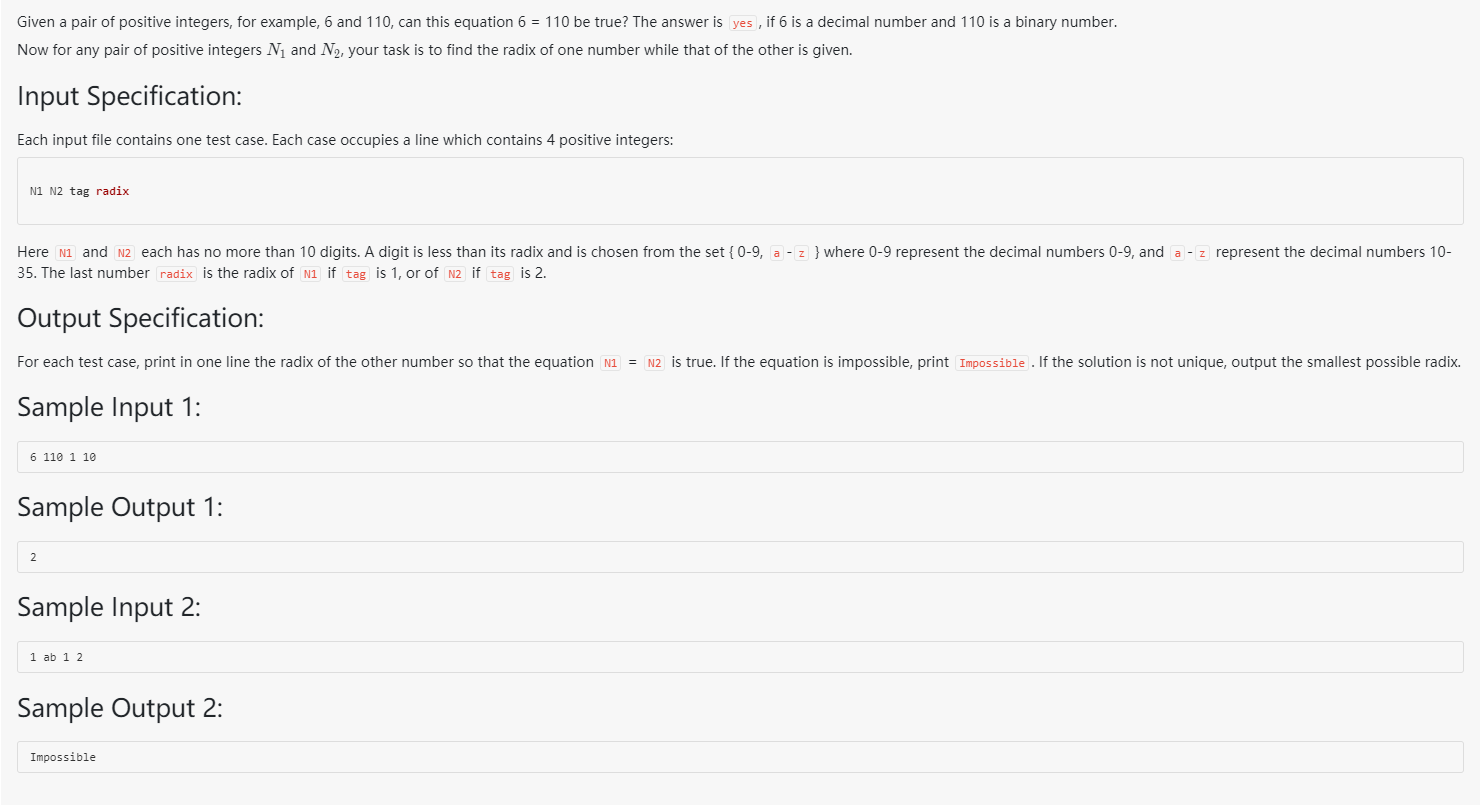 Given a pair of positive integers, for example, 6 and 110, can this equation 6 = 110 be true? The answer is yes , if 6 is a decimal number and 110 is a binary number.
Now for any pair of positive integers N₁ and N₂, your task is to find the radix of one number while that of the other is given.
Input Specification:
Each input file contains one test case. Each case occupies a line which contains 4 positive integers:
N1 N2 tag radix
Here N1 and N2 each has no more than 10 digits. A digit is less than its radix and is chosen from the set { 0-9, a - z } where 0-9 represent the decimal numbers 0-9, and a - z represent the decimal numbers 10-
35. The last number radix is the radix of N1 if tag is 1, or of N2 if tag is 2.
Output Specification:
For each test case, print in one line the radix of the other number so that the equation N1 = N2 is true. If the equation is impossible, print Impossible . If the solution is not unique, output the smallest possible radix.
Sample Input 1:
6 110 1 10
Sample Output 1:
2
Sample Input 2:
1 ab 1 2
Sample Output 2:
Impossible